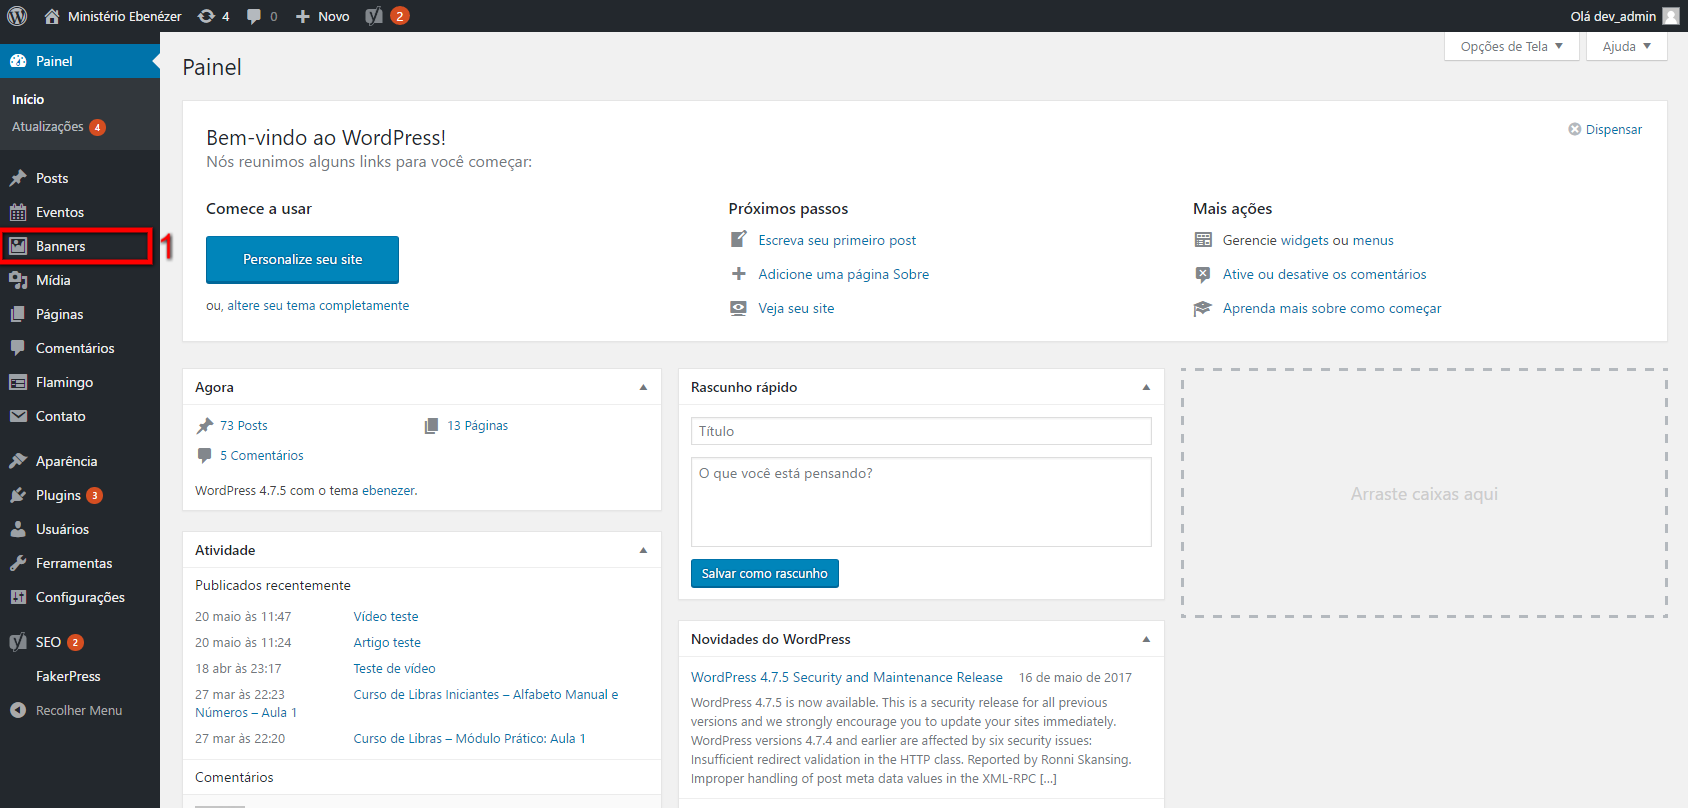 Ministério Ebenézer 4 0 Novo 2 Olá dev_admin
Painel
Início
Atualizações 4
Posts
Eventos
Banners 1
Mídia
Páginas
Comentários
Flamingo
Contato
Aparência
Plugins 3
Usuários
Ferramentas
Configurações
SEO 2
FakerPress
Recolher Menu
Opções de Tela Ajuda
Painel
Bem-vindo ao WordPress!
Dispensar
Nós reunimos alguns links para você começar:
Comece a usar
Personalize seu site
ou, altere seu tema completamente
Próximos passos
Escreva seu primeiro post
Adicione uma página Sobre
Veja seu site
Mais ações
Gerencie widgets ou menus
Ative ou desative os comentários
Aprenda mais sobre como começar
Agora
73 Posts 13 Páginas
5 Comentários
WordPress 4.7.5 com o tema ebenezer.
Atividade
Publicados recentemente
20 maio às 11:47 Vídeo teste
20 maio às 11:24 Artigo teste
18 abr às 23:17 Teste de vídeo
27 mar às 22:23 Curso de Libras Iniciantes – Alfabeto Manual e
Números – Aula 1
27 mar às 22:20 Curso de Libras – Módulo Prático: Aula 1
Comentários
Rascunho rápido
Título
O que você está pensando?
Salvar como rascunho
Novidades do WordPress
WordPress 4.7.5 Security and Maintenance Release 16 de maio de 2017
WordPress 4.7.5 is now available. This is a security release for all previous
versions and we strongly encourage you to update your sites immediately.
WordPress versions 4.7.4 and earlier are affected by six security issues:
Insufficient redirect validation in the HTTP class. Reported by Ronni Skansing.
Improper handling of post meta data values in the XML-RPC [...]
Arraste caixas aqui